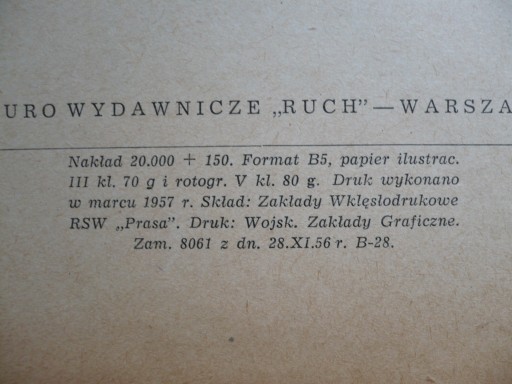 URO WYDAWNICZE „RUCH” — WARSZA
Nakład 20.000 + 150. Format B5, papier ilustrac.
III kl. 70 g i rotogr. V kl. 80 g. Druk wykonano
w marcu 1957 r. Skład: Zakłady Wklęsłodrukowe
RSW „Prasa”. Druk: Wojsk. Zakłady Graficzne.
Zam. 8061 z dn. 28.XI.56 r. B-28.